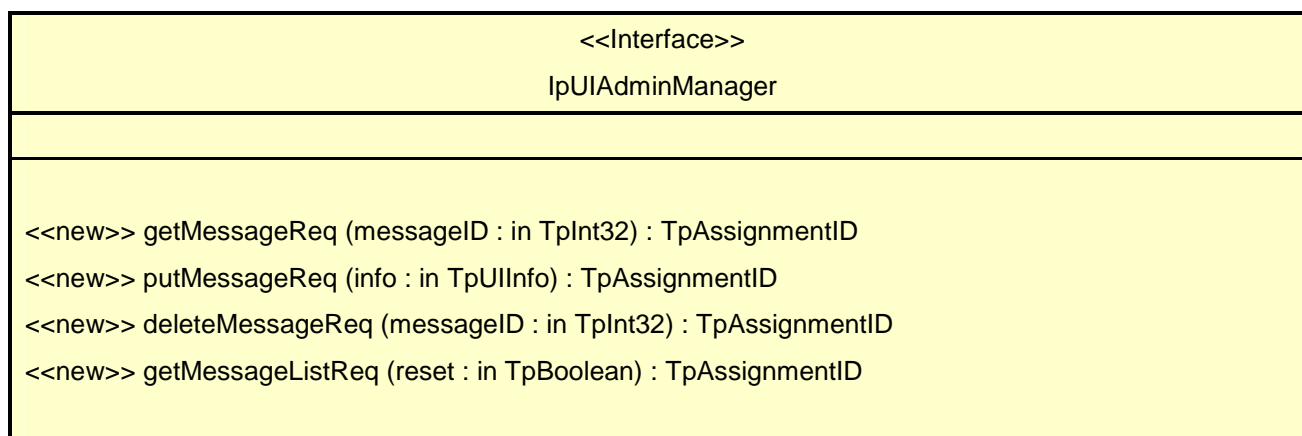 <<Interface>>
IpUIAdminManager
<<new>> getMessageReq (messageID : in TpInt32) : TpAssignmentID
<<new>> putMessageReq (info : in TpUIInfo) : TpAssignmentID
<<new>> deleteMessageReq (messageID : in TpInt32) : TpAssignmentID
<<new>> getMessageListReq (reset : in TpBoolean) : TpAssignmentID